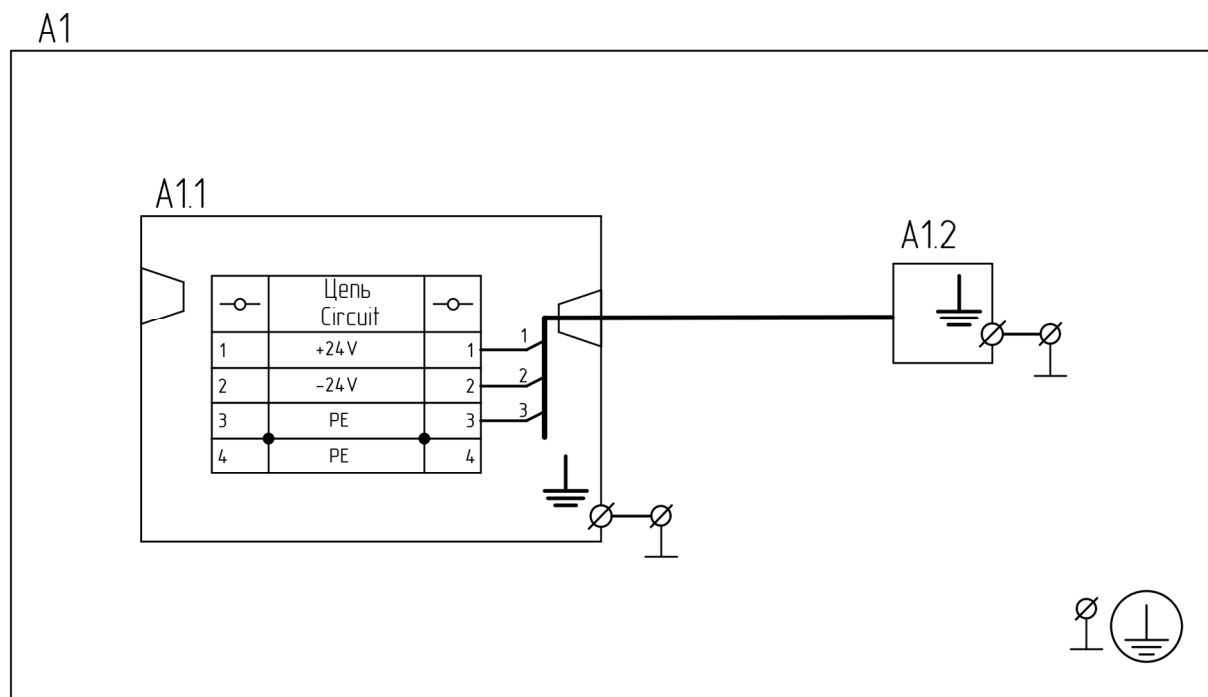 A1
A1.1
A1.2
Цепь
Circuit
1 +24V 1 1
2 -24V 2 2
3 PE 3 3
4 PE 4